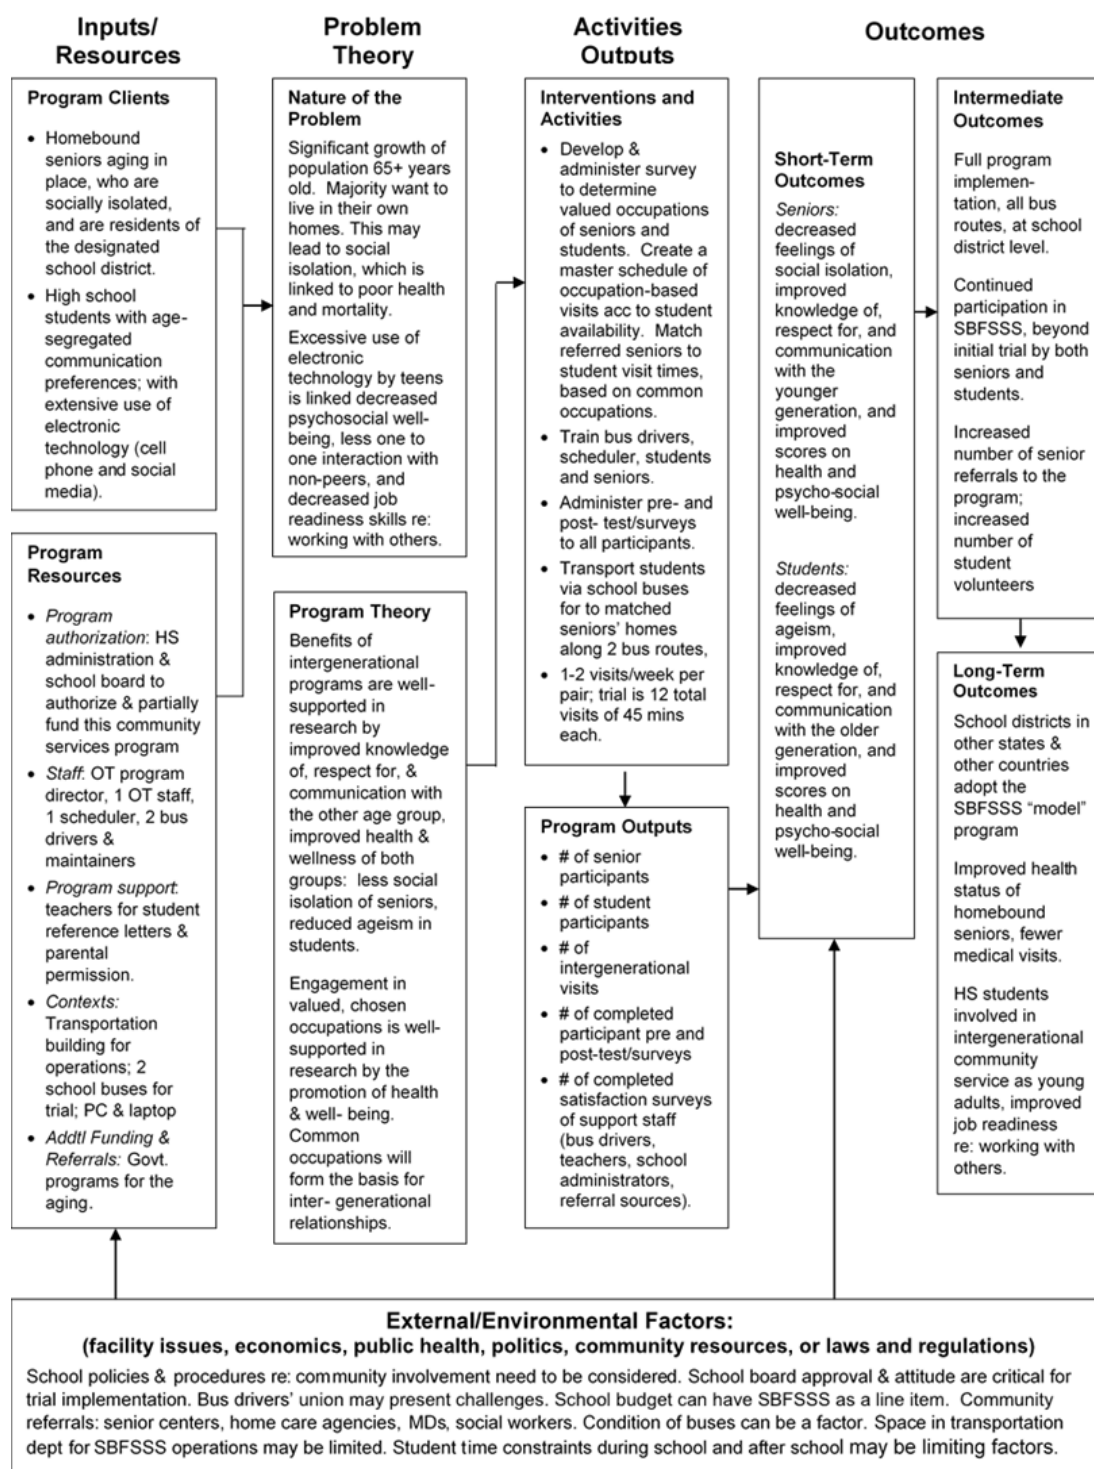 Inputs/
Resources
Program Clients
• Homebound
seniors aging in
place, who are
socially isolated,
and are residents of
the designated
school district.
• High school
students with age-
segregated
communication
preferences; with
extensive use of
electronic
technology (cell
phone and social
media).
Program
Resources
• Program
authorization: HS
administration &
school board to
authorize & partially
fund this community
services program
• Staff: OT program
director, 1 OT staff,
1 scheduler, 2 bus
drivers &
maintainers
• Program support:
teachers for student
reference letters &
parental
permission.
• Contexts:
Transportation
building for
operations; 2
school buses for
trial; PC & laptop
• Addtl Funding &
Referrals: Govt.
programs for the
aging.
Problem
Theory
Nature of the
Problem
Significant growth of
population 65+ years
old. Majority want to
live in their own
homes. This may
lead to social
isolation, which is
linked to poor health
and mortality.
Excessive use of
electronic
technology by teens
is linked decreased
psychosocial well-
being, less one to
one interaction with
non-peers, and
decreased job
readiness skills re:
working with others.
Program Theory
Benefits of
intergenerational
programs are well-
supported in
research by
improved knowledge
of, respect for, &
communication with
the other age group,
improved health &
wellness of both
groups: less social
isolation of seniors,
reduced ageism in
students.
Engagement in
valued, chosen
occupations is well-
supported in
research by the
promotion of health
& well- being.
Common
occupations will
form the basis for
inter- generational
relationships.
Activities
Outputs
Interventions and
Activities
• Develop &
administer survey
to determine
valued occupations
of seniors and
students. Create a
master schedule of
occupation-based
visits acc to student
availability. Match
referred seniors to
student visit times,
based on common
occupations.
• Train bus drivers,
scheduler, students
and seniors.
• Administer pre- and
post- test/surveys
to all participants.
• Transport students
via school buses
for to matched
seniors' homes
along 2 bus routes,
• 1-2 visits/week per
pair; trial is 12 total
visits of 45 mins
each.
Program Outputs
• # of senior
participants
• # of student
participants
• # of
intergenerational
visits
• # of completed
participant pre and
post-test/surveys
• # of completed
satisfaction surveys
of support staff
(bus drivers,
teachers, school
administrators,
referral sources).
Outcomes
Short-Term
Outcomes
Seniors:
decreased
feelings of
social isolation,
improved
knowledge of,
respect for, and
communication
with the
younger
generation, and
improved
scores on
health and
psycho-social
well-being.
Students:
decreased
feelings of
ageism,
improved
knowledge of,
respect for, and
communication
with the older
generation, and
improved
scores on
health and
psycho-social
well-being.
Intermediate
Outcomes
Full program
implemen-
tation, all bus
routes, at school
district level.
Continued
participation in
SBFSSS, beyond
initial trial by both
seniors and
students.
Increased
number of senior
referrals to the
program;
increased
number of
student
volunteers
Long-Term
Outcomes
School districts in
other states &
other countries
adopt the
SBFSSS “model”
program
Improved health
status of
homebound
seniors, fewer
medical visits.
HS students
involved in
intergenerational
community
service as young
adults, improved
job readiness
re: working with
others.
External/Environmental Factors:
(facility issues, economics, public health, politics, community resources, or laws and regulations)
School policies & procedures re: community involvement need to be considered. School board approval & attitude are critical for
trial implementation. Bus drivers' union may present challenges. School budget can have SBFSSS as a line item. Community
referrals: senior centers, home care agencies, MDs, social workers. Condition of buses can be a factor. Space in transportation
dept for SBFSSS operations may be limited. Student time constraints during school and after school may be limiting factors.